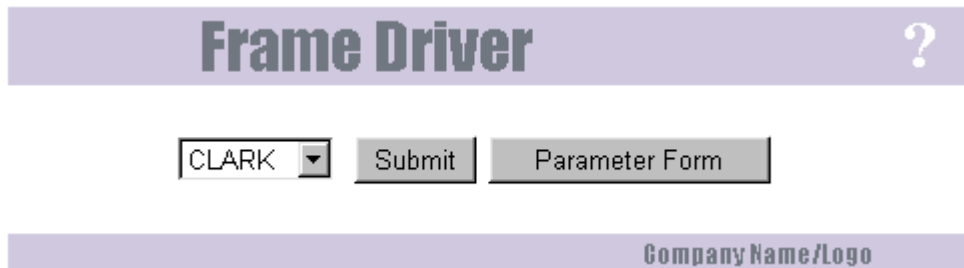 Frame Driver ?
CLARK Submit Parameter Form
Company Name/Logo